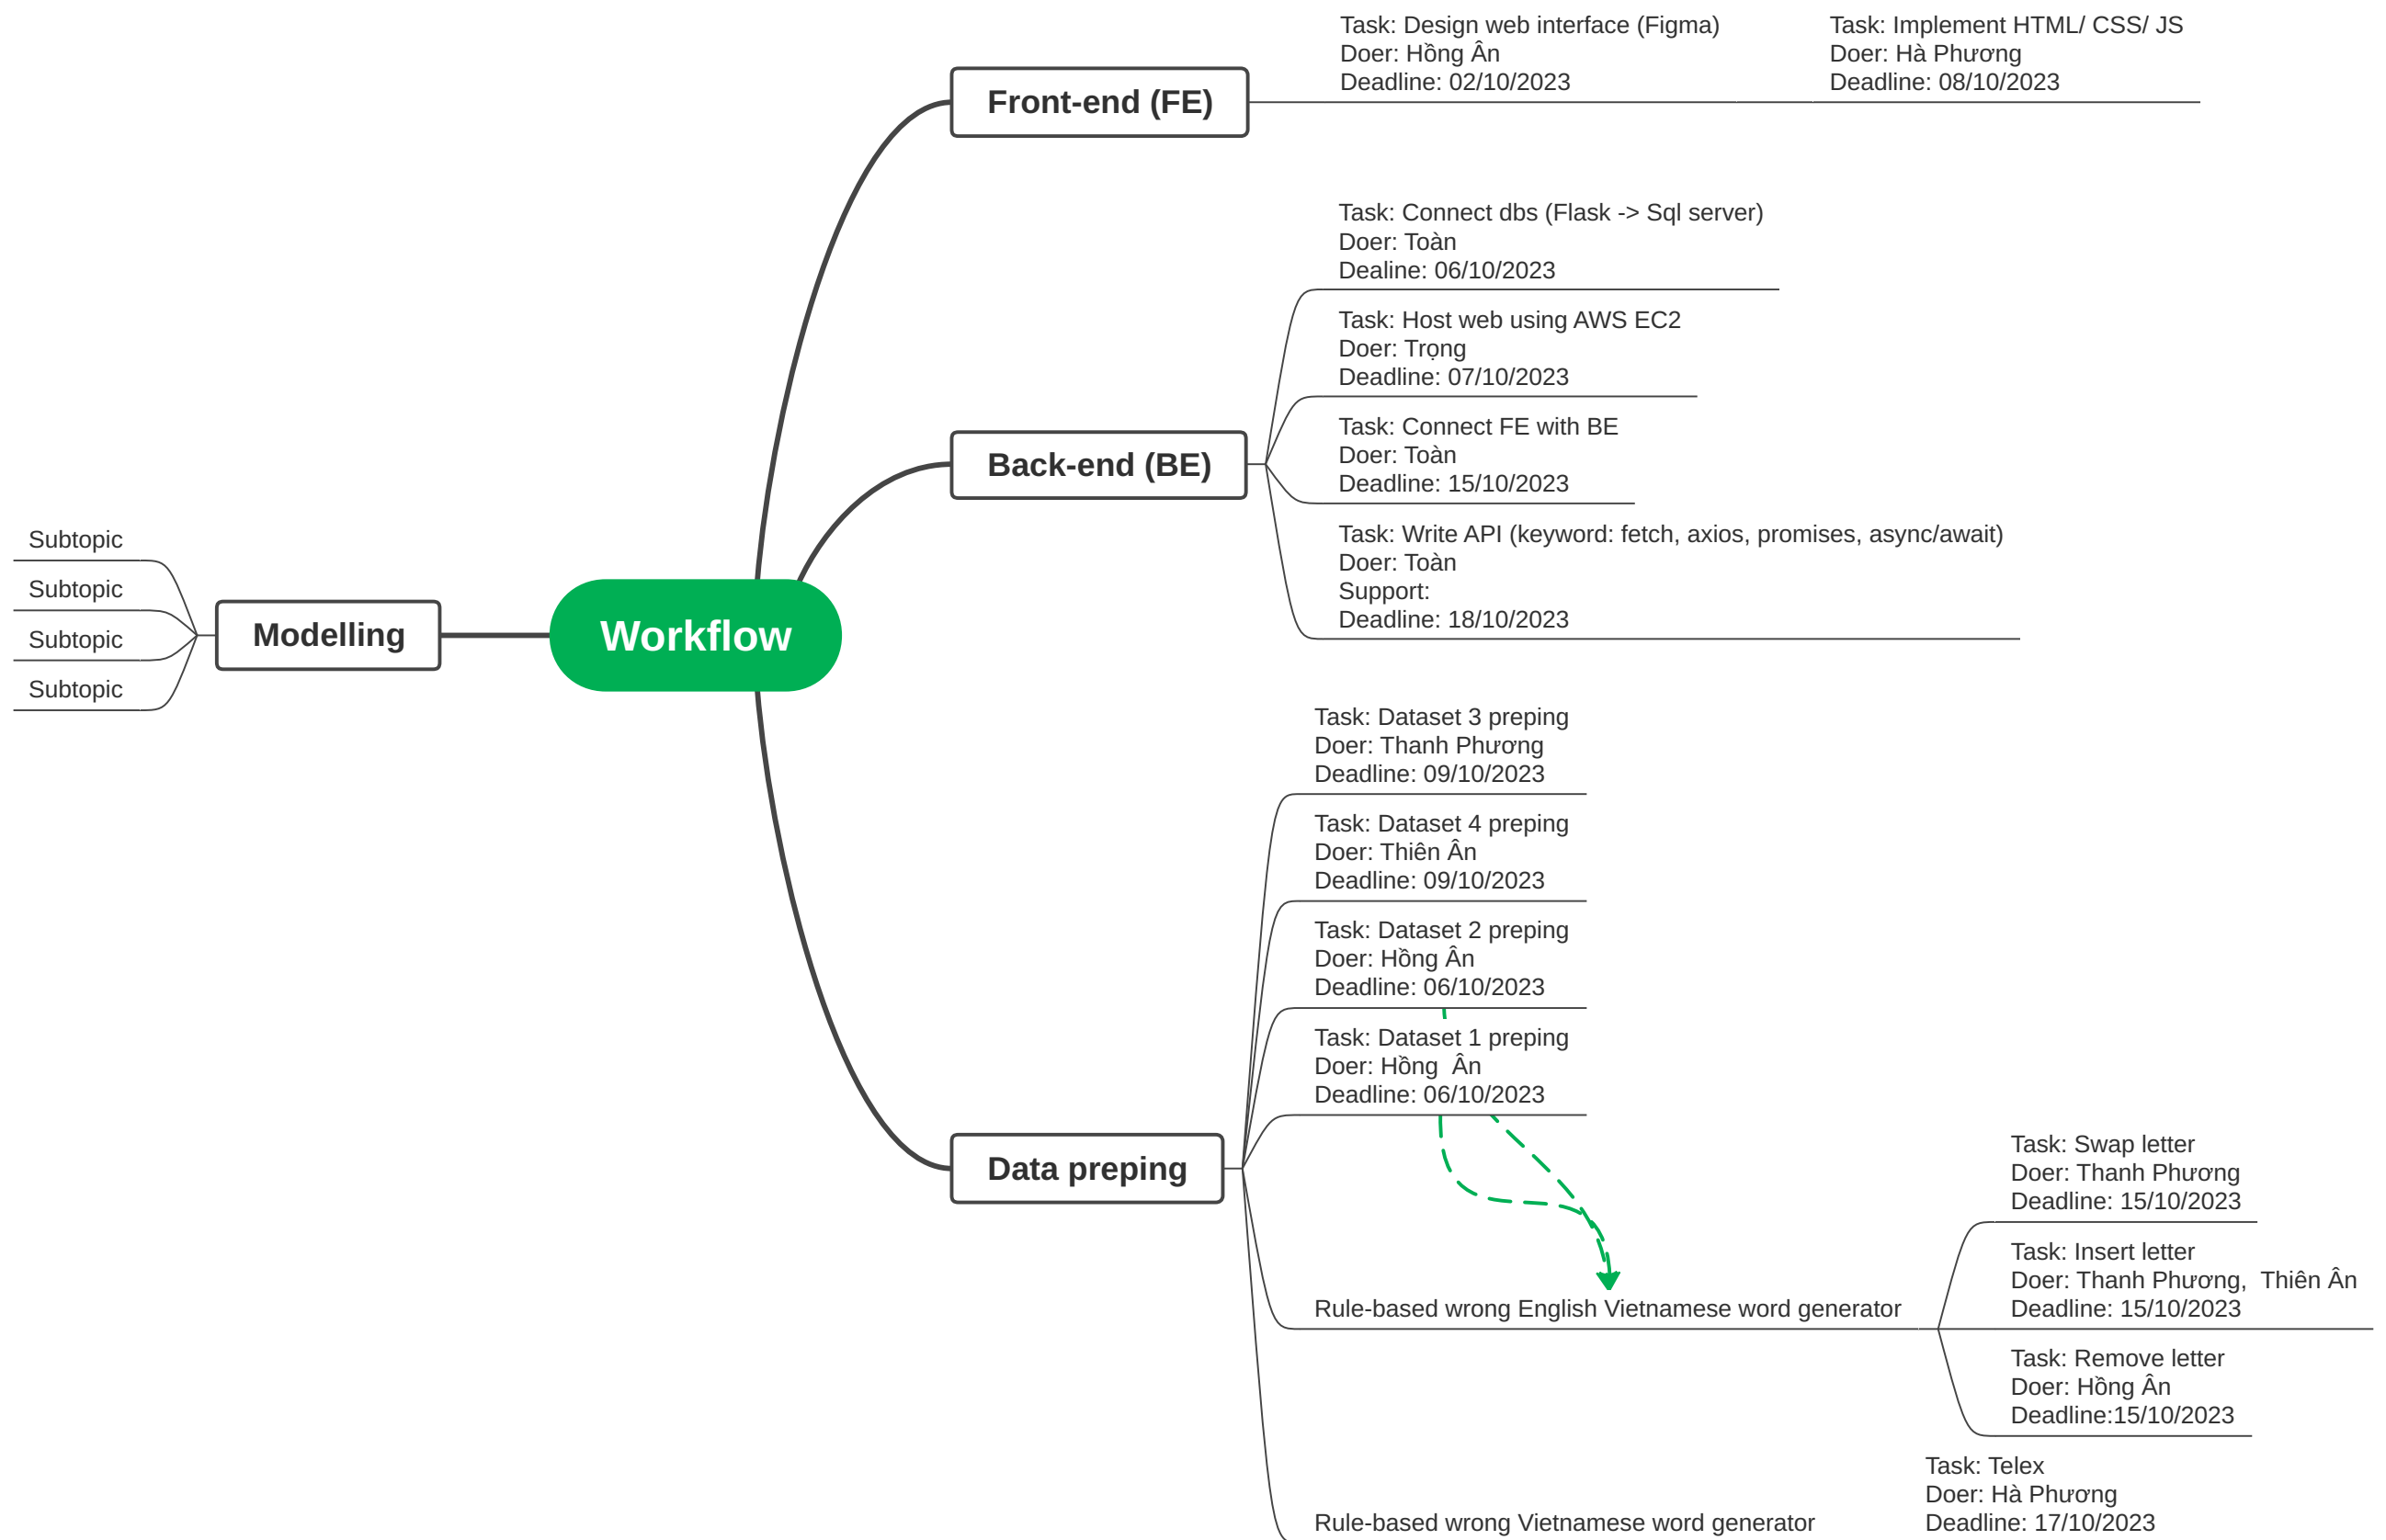 Task: Design web interface (Figma)
Doer: Hồng Ân
Deadline: 02/10/2023
Task: Implement HTML/ CSS/ JS
Doer: Hà Phương
Deadline: 08/10/2023
Front-end (FE)
Task: Connect dbs (Flask -> Sql server)
Doer: Toàn
Dealine: 06/10/2023
Task: Host web using AWS EC2
Doer: Trọng
Deadline: 07/10/2023
Back-end (BE)
Task: Connect FE with BE
Doer: Toàn
Deadline: 15/10/2023
Task: Write API (keyword: fetch, axios, promises, async/await)
Doer: Toàn
Support:
Deadline: 18/10/2023
Subtopic
Subtopic
Subtopic
Subtopic
Modelling
Workflow
Task: Dataset 3 preping
Doer: Thanh Phương
Deadline: 09/10/2023
Task: Dataset 4 preping
Doer: Thiên Ân
Deadline: 09/10/2023
Task: Dataset 2 preping
Doer: Hồng Ân
Deadline: 06/10/2023
Task: Dataset 1 preping
Doer: Hồng  Ân
Deadline: 06/10/2023
Data preping
Rule-based wrong English Vietnamese word generator
Task: Swap letter
Doer: Thanh Phương
Deadline: 15/10/2023
Task: Insert letter
Doer: Thanh Phương,  Thiên Ân
Deadline: 15/10/2023
Task: Remove letter
Doer: Hồng Ân
Deadline:15/10/2023
Rule-based wrong Vietnamese word generator
Task: Telex
Doer: Hà Phương
Deadline: 17/10/2023